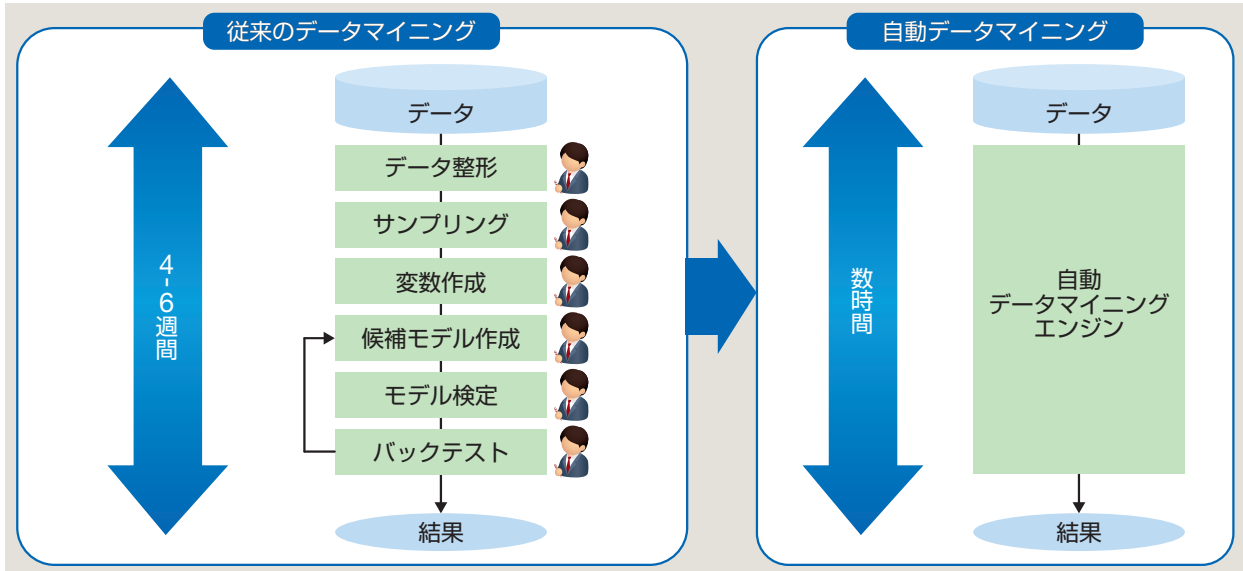 従来のデータマイニング
4-6週間
データ
データ整形
サンプリング
変数作成
候補モデル作成
モデル検定
バックテスト
結果
自動データマイニング
数時間
データ
自動
データマイニング
エンジン
結果